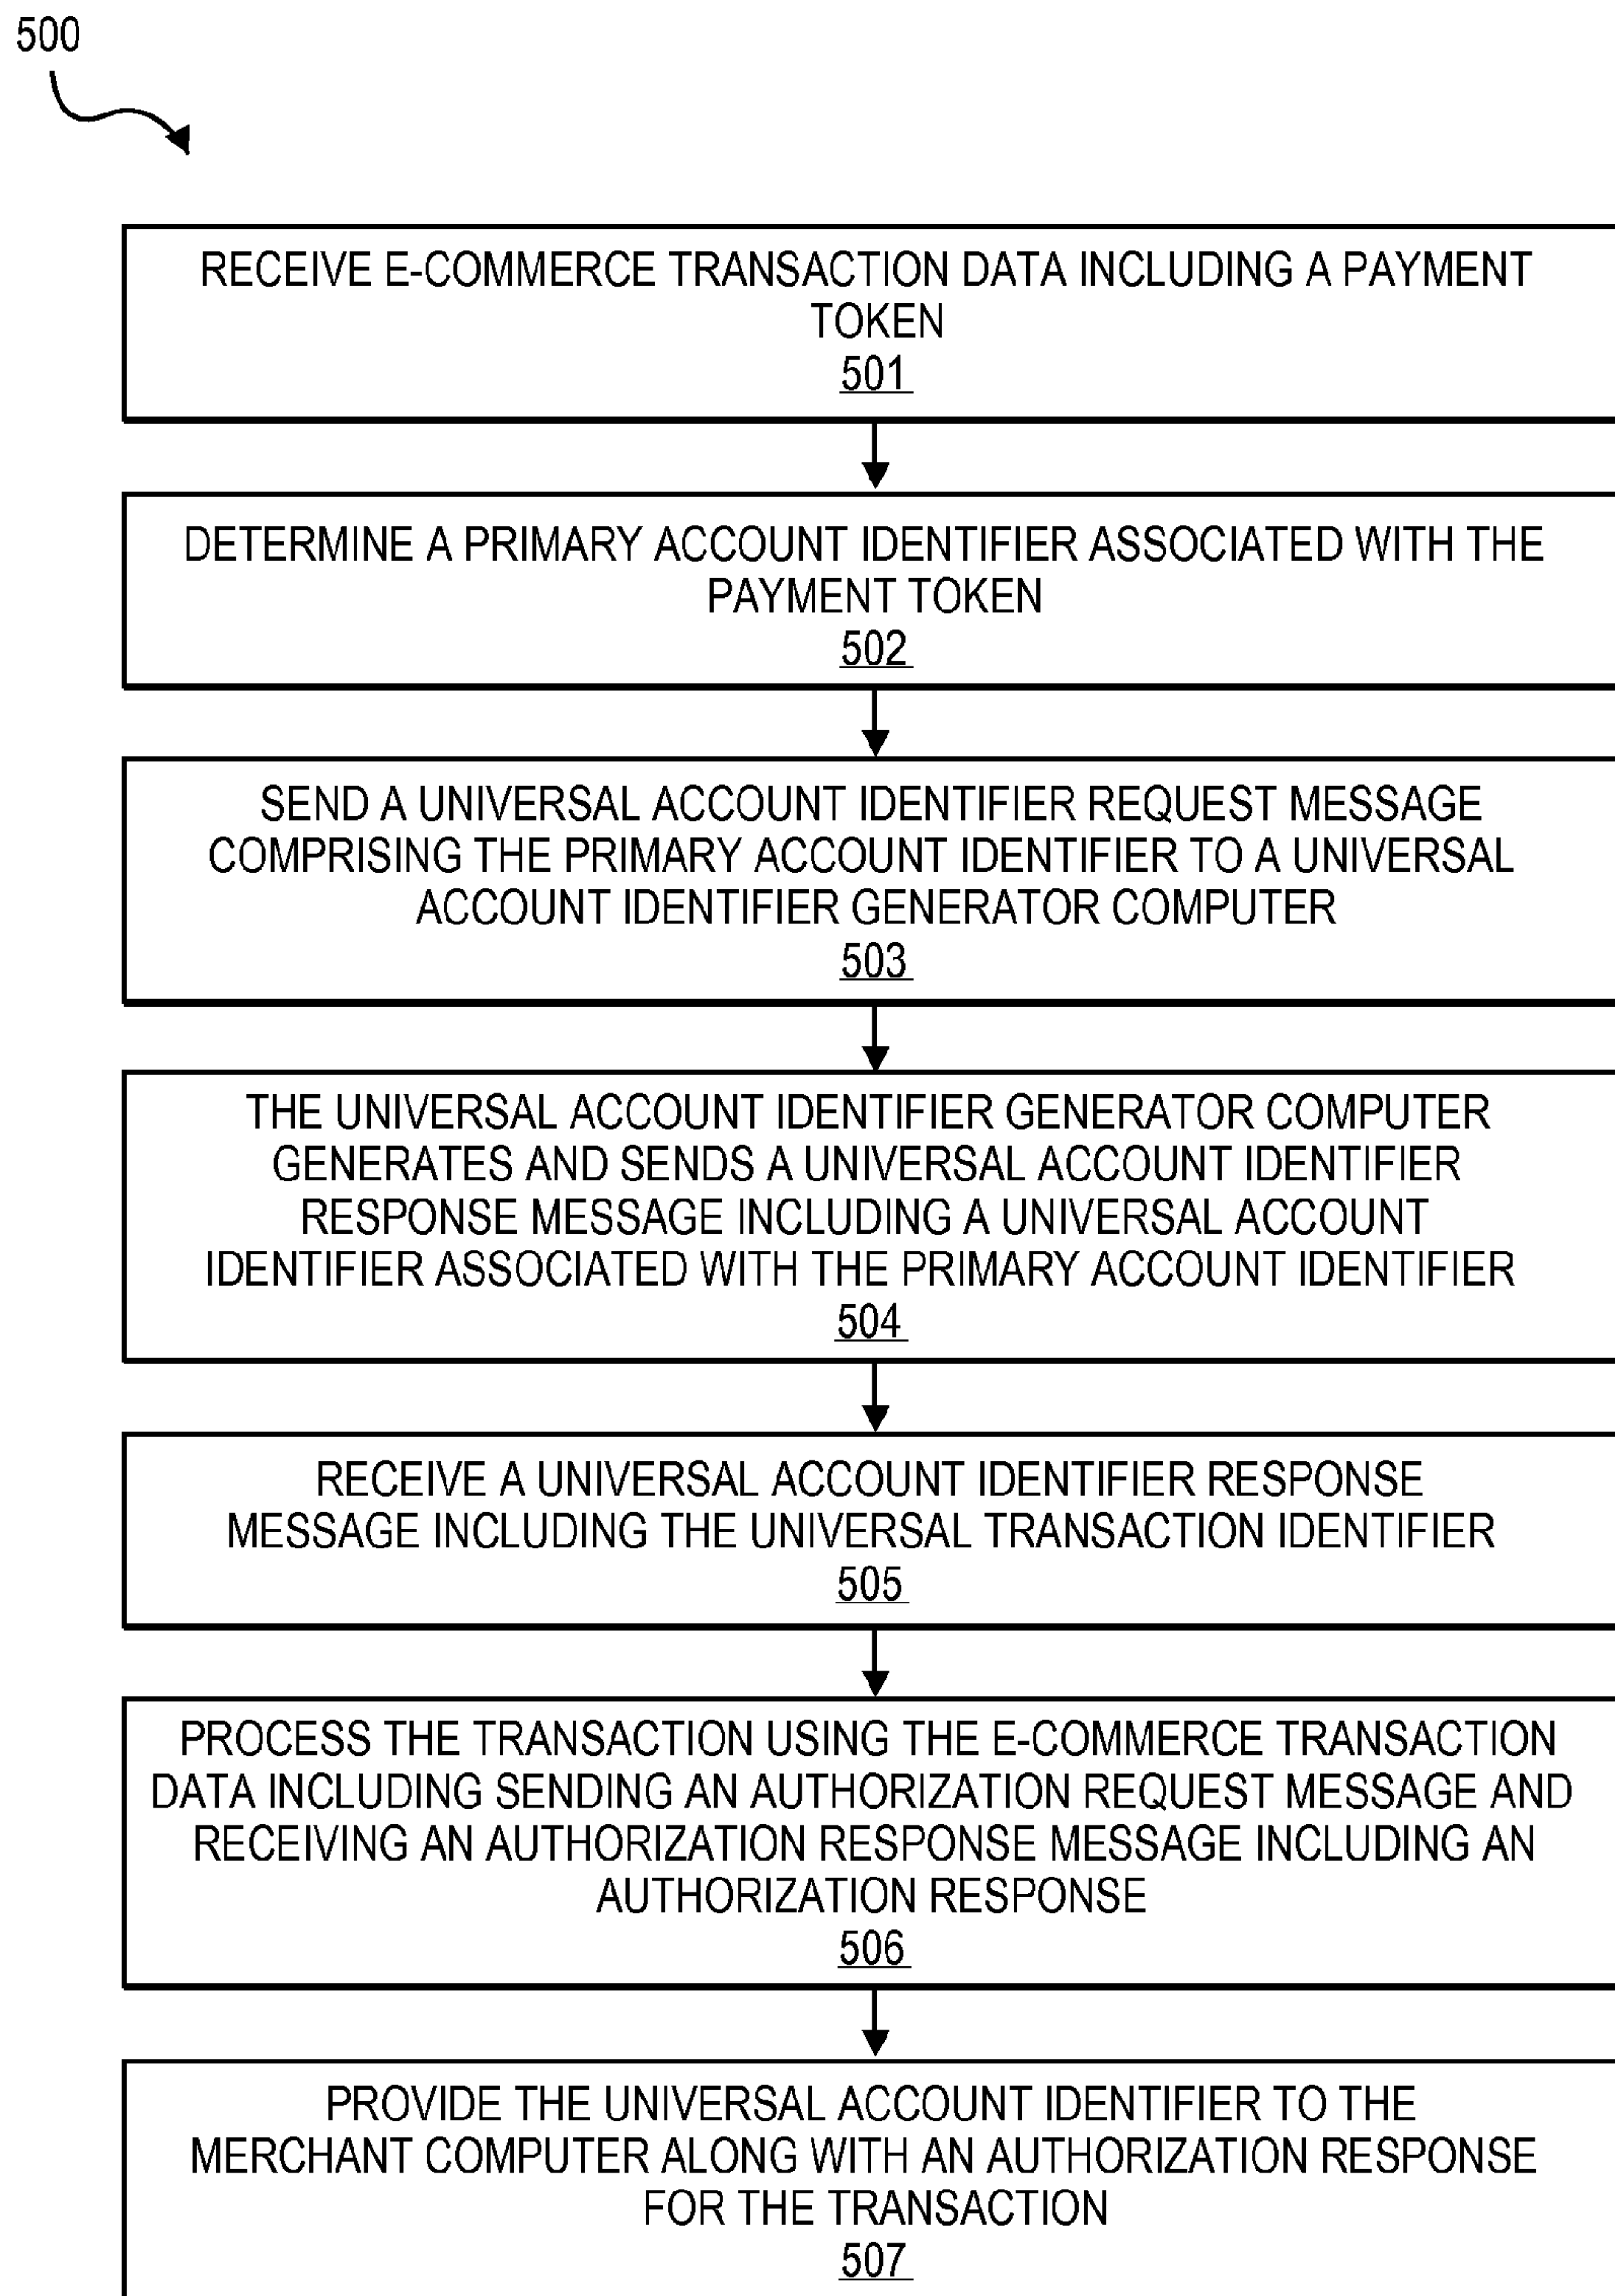 500
RECEIVE E-COMMERCE TRANSACTION DATA INCLUDING A PAYMENT
TOKEN
501
DETERMINE A PRIMARY ACCOUNT IDENTIFIER ASSOCIATED WITH THE
PAYMENT TOKEN
502
SEND A UNIVERSAL ACCOUNT IDENTIFIER REQUEST MESSAGE
COMPRISING THE PRIMARY ACCOUNT IDENTIFIER TO A UNIVERSAL
ACCOUNT IDENTIFIER GENERATOR COMPUTER
503
THE UNIVERSAL ACCOUNT IDENTIFIER GENERATOR COMPUTER
GENERATES AND SENDS A UNIVERSAL ACCOUNT IDENTIFIER
RESPONSE MESSAGE INCLUDING A UNIVERSAL ACCOUNT
IDENTIFIER ASSOCIATED WITH THE PRIMARY ACCOUNT IDENTIFIER
504
RECEIVE A UNIVERSAL ACCOUNT IDENTIFIER RESPONSE
MESSAGE INCLUDING THE UNIVERSAL TRANSACTION IDENTIFIER
505
PROCESS THE TRANSACTION USING THE E-COMMERCE TRANSACTION
DATA INCLUDING SENDING AN AUTHORIZATION REQUEST MESSAGE AND
RECEIVING AN AUTHORIZATION RESPONSE MESSAGE INCLUDING AN
AUTHORIZATION RESPONSE
506
PROVIDE THE UNIVERSAL ACCOUNT IDENTIFIER TO THE
MERCHANT COMPUTER ALONG WITH AN AUTHORIZATION RESPONSE
FOR THE TRANSACTION
507